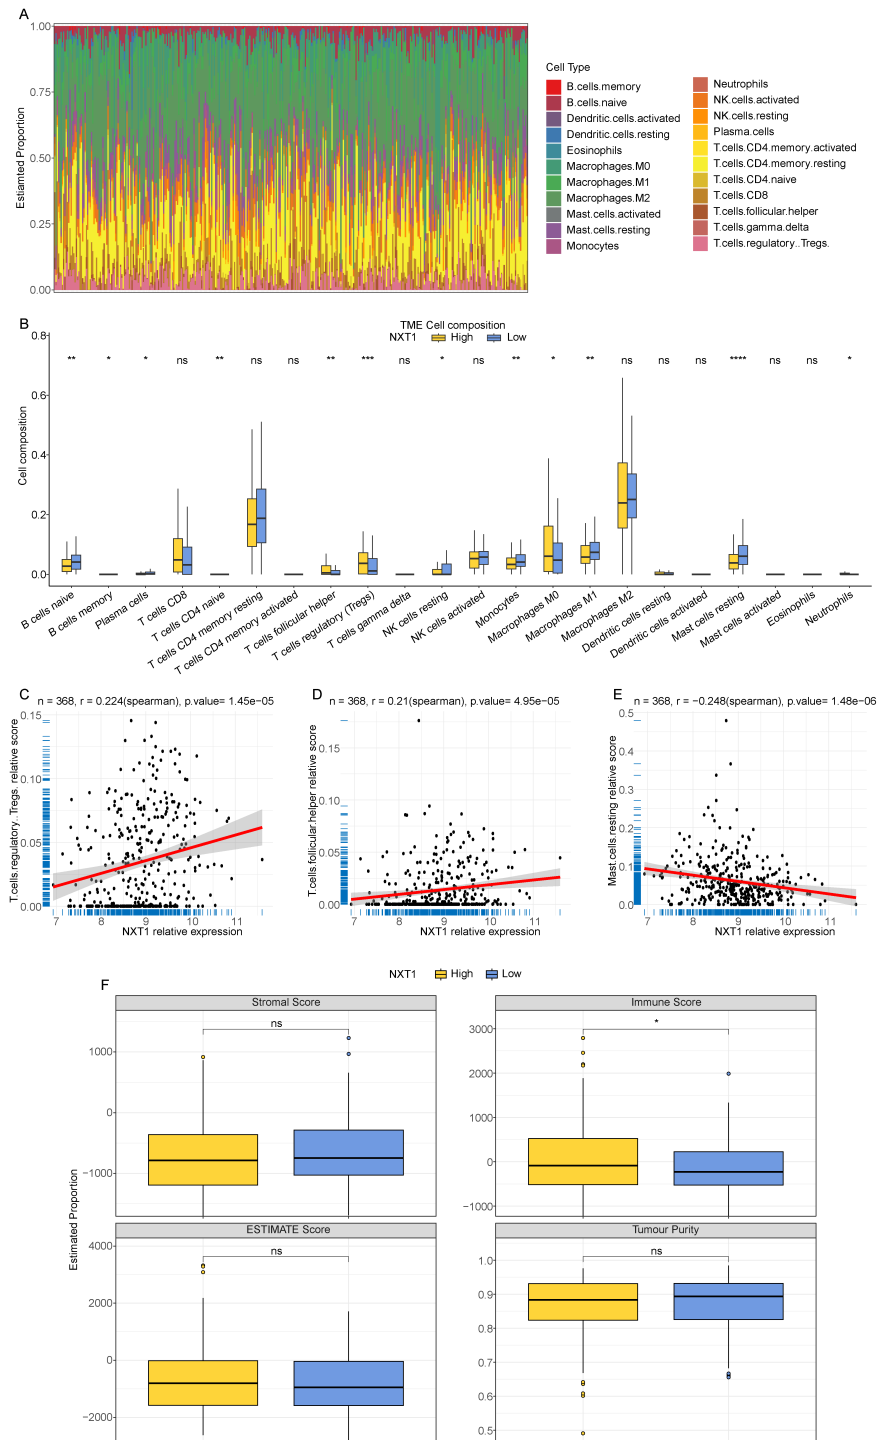 A
1.00
0.75
0.50
0.25
0.00
Estiamted Proportion
Cell Type
B.cells.memory
B.cells.naive
Dendritic.cells.activated
Dendritic.cells.resting
Eosinophils
Macrophages.M0
Macrophages.M1
Macrophages.M2
Mast.cells.activated
Mast.cells.resting
Monocytes
Neutrophils
NK.cells.activated
NK.cells.resting
Plasma.cells
T.cells.CD4.memory.activated
T.cells.CD4.memory.resting
T.cells.CD4.naive
T.cells.CD8
T.cells.follicular.helper
T.cells.gamma.delta
T.cells.regulatory..Tregs.
B
TME Cell composition
NXT1 High Low
0.8
0.6
0.4
0.2
0.0
Cell composition
** * * ns ** ns ns ** *** ns * ns ** * ** ns ns ns **** ns ns *
B cells naive
B cells memory
Plasma cells
T cells CD8
T cells CD4 naive
T cells CD4 memory resting
T cells CD4 memory activated
T cells follicular helper
T cells regulatory (Tregs)
T cells gamma delta
NK cells resting
NK cells activated
Monocytes
Macrophages M0
Macrophages M1
Macrophages M2
Dendritic cells resting
Dendritic cells activated
Mast cells resting
Mast cells activated
Eosinophils
Neutrophils
C
n = 368, r = 0.224(spearman), p.value= 1.45e−05
0.15
0.10
0.05
0.00
T.cells.regulatory..Tregs. relative score
7 8 9 10 11
NXT1 relative expression
D
n = 368, r = 0.21(spearman), p.value= 4.95e−05
0.15
0.10
0.05
0.00
T.cells.follicular.helper relative score
7 8 9 10 11
NXT1 relative expression
E
n = 368, r = −0.248(spearman), p.value= 1.48e−06
0.5
0.4
0.3
0.2
0.1
0.0
Mast.cells.resting relative score
7 8 9 10 11
NXT1 relative expression
F
NXT1 High Low
Estimated Proportion
Stromal Score
ns
1000
0
−1000
Immune Score
*
3000
2000
1000
0
−1000
ESTIMATE Score
ns
4000
2000
0
−2000
Tumour Purity
ns
1.0
0.9
0.8
0.7
0.6
0.5